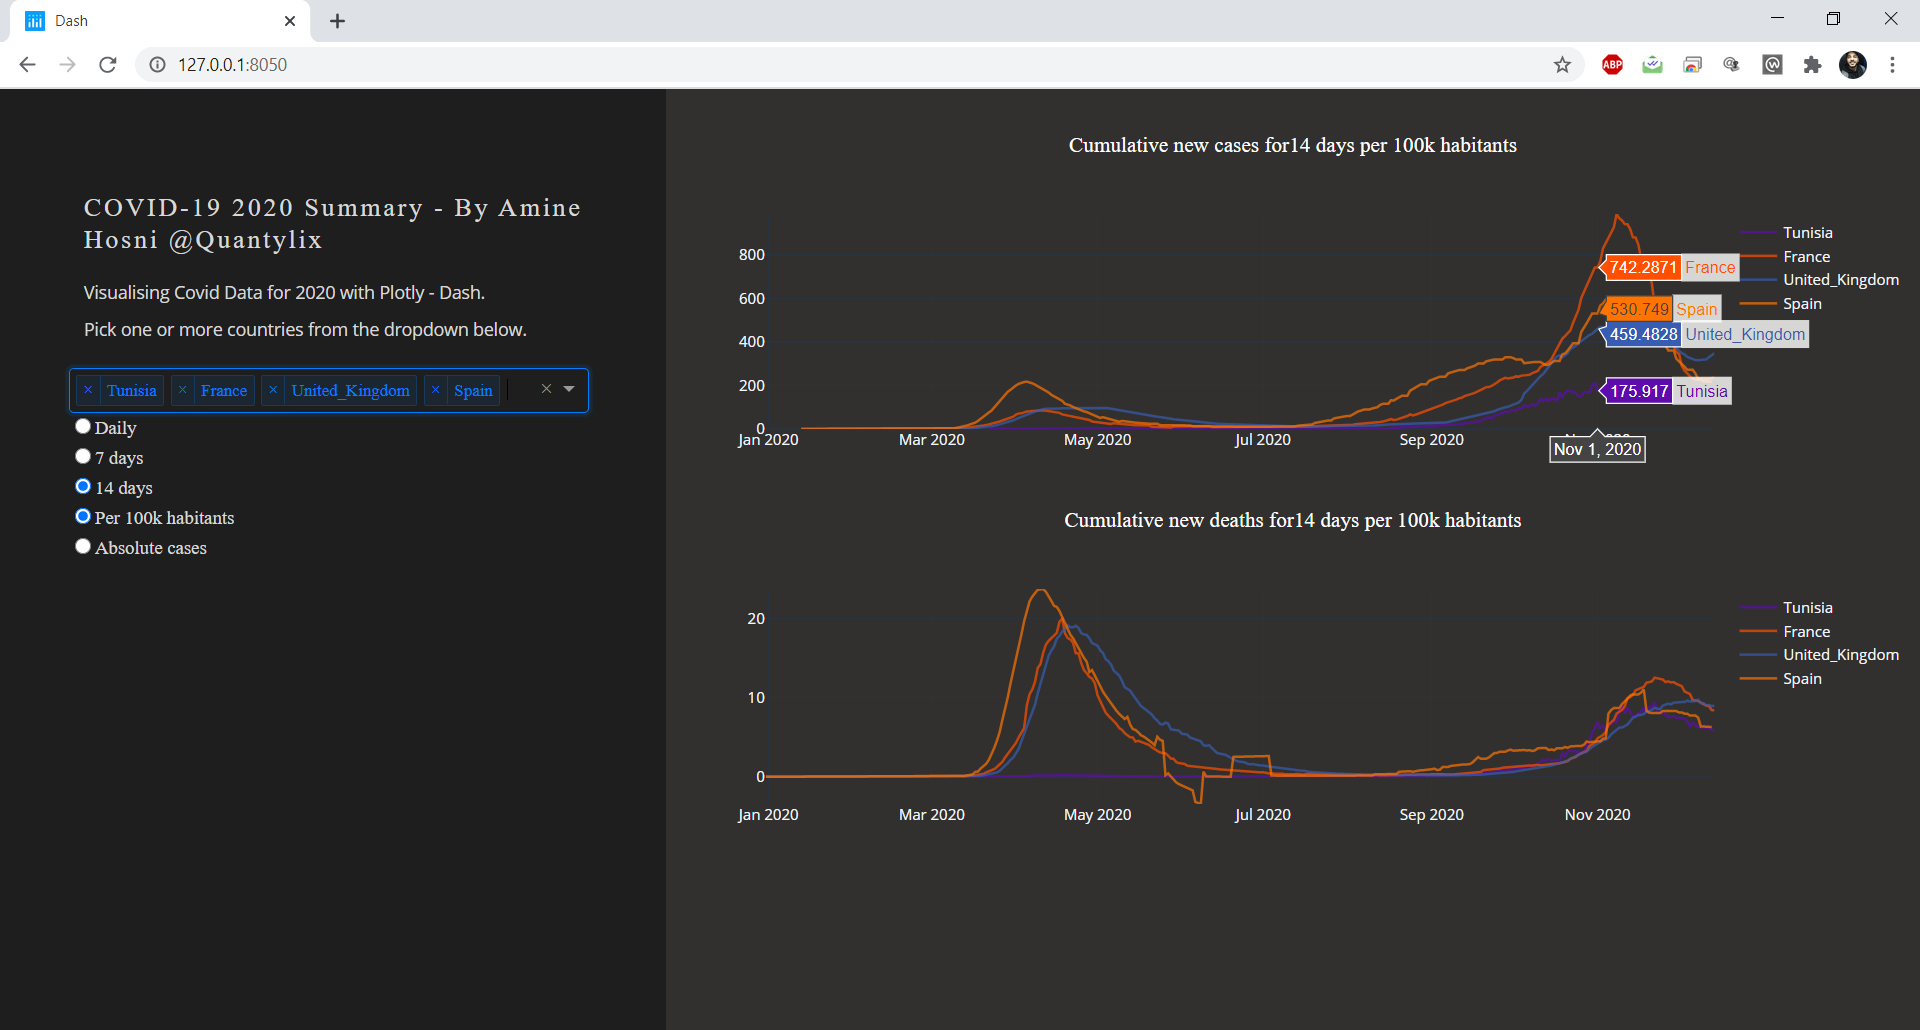 Dash
127.0.0.1:8050
ABP
COVID-19 2020 Summary - By Amine
Hosni @Quantylix
Visualising Covid Data for 2020 with Plotly - Dash.
Pick one or more countries from the dropdown below.
× Tunisia × France × United_Kingdom × Spain
Daily
7 days
14 days
Per 100k habitants
Absolute cases
Cumulative new cases for14 days per 100k habitants
800
600
400
200
0
Jan 2020 Mar 2020 May 2020 Jul 2020 Sep 2020
Nov 1, 2020
742.2871 France
530.749 Spain
459.4828 United_Kingdom
175.917 Tunisia
Tunisia
France
United_Kingdom
Spain
Cumulative new deaths for14 days per 100k habitants
20
10
0
Jan 2020 Mar 2020 May 2020 Jul 2020 Sep 2020 Nov 2020
Tunisia
France
United_Kingdom
Spain